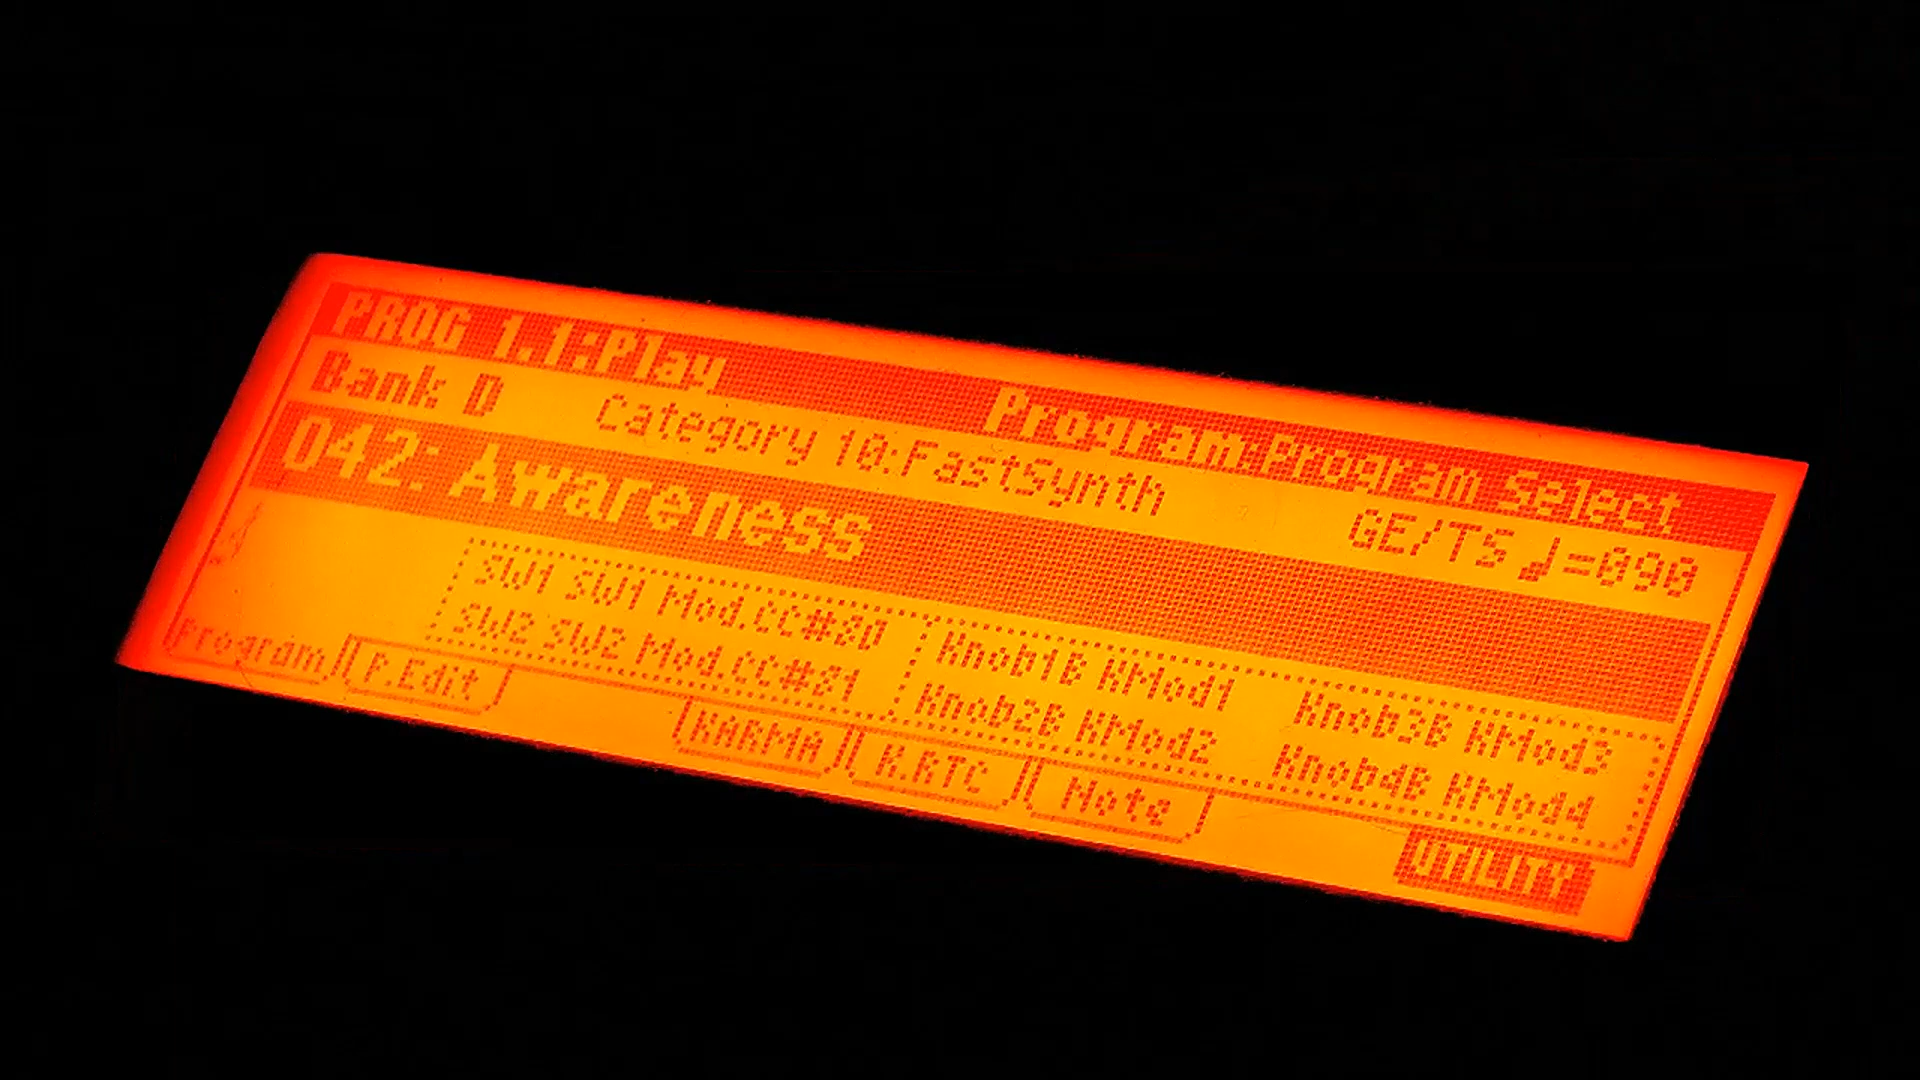 PROG 1.1:Play Program:Program Select
Bank D Category 10:FastSynth GE/TS ♩=090
042: Awareness
SW1 SW1 Mod.CC#80 Knob1B KMod1 Knob3B KMod3
SW2 SW2 Mod.CC#81 Knob2B KMod2 Knob4B KMod4
Program P.Edit KARMA K.RTC Note UTILITY